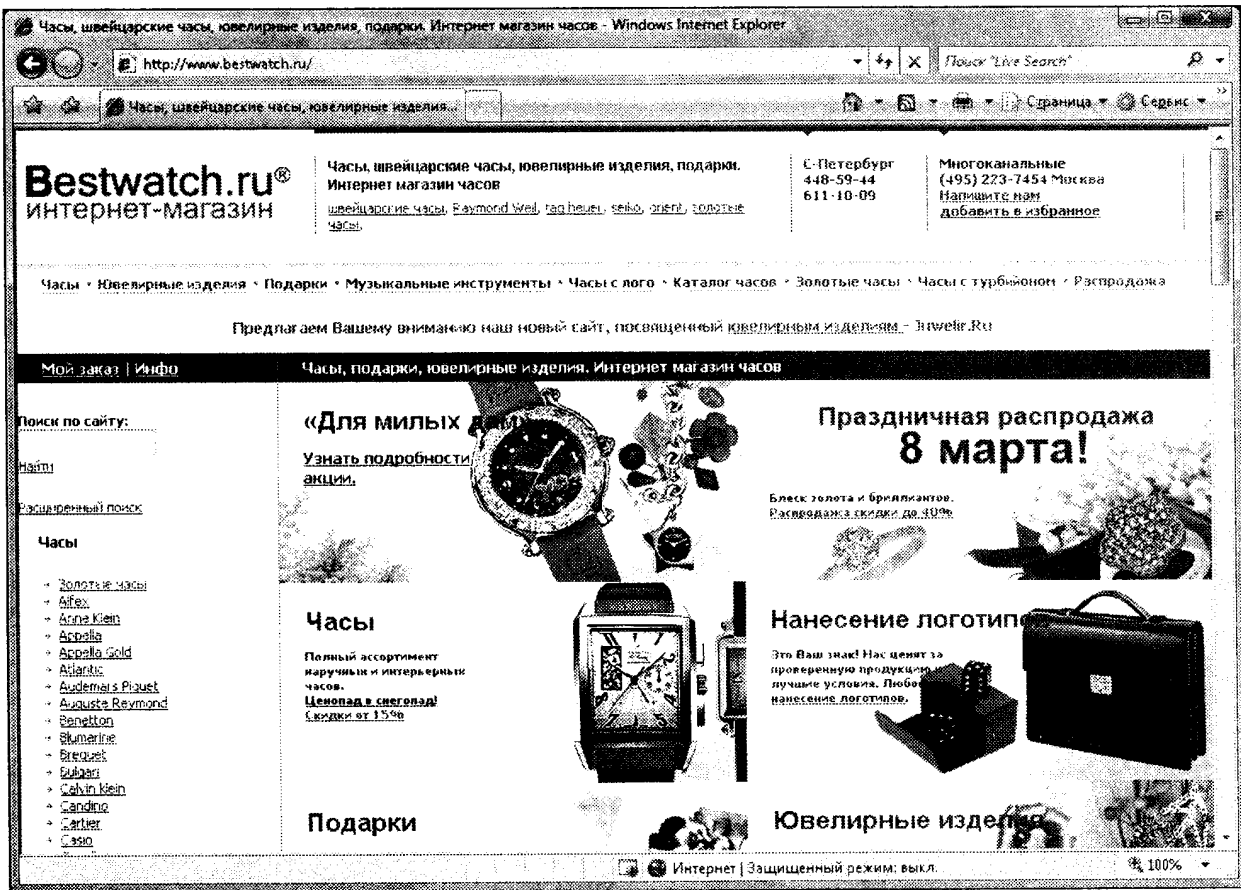 Часы, швейцарские часы, ювелирные изделия, подарки. Интернет магазин часов - Windows Internet Explorer
http://www.bestwatch.ru/
Поиск "Live Search"
Часы, швейцарские часы, ювелирные изделия...
Страница
Сервис
Bestwatch.ru®
интернет-магазин
Часы, швейцарские часы, ювелирные изделия, подарки.
Интернет магазин часов
швейцарские часы, Raymond Weil, tag heuer, seiko, orient, золотые
часы,
С-Петербург
448-59-44
611-10-09
Многоканальные
(495) 223-7454 Москва
Напишите нам
добавить в избранное
Часы • Ювелирные изделия • Подарки • Музыкальные инструменты • Часы с лого • Каталог часов • Золотые часы • Часы с турбийоном • Распродажа
Предлагаем Вашему вниманию наш новый сайт, посвященный ювелирным изделиям - Juwelir.Ru
Мой заказ | Инфо
Часы, подарки, ювелирные изделия. Интернет магазин часов
Поиск по сайту:
Найти
Расширенный поиск
Часы
Золотые часы
Alfex
Anne Klein
Appella
Appella Gold
Atlantic
Audemars Piguet
Auguste Reymond
Benetton
Blumarine
Breguet
Bulgari
Calvin Klein
Candino
Cartier
Casio
«Для милых дам»
Узнать подробности
акции.
Праздничная распродажа
8 марта!
Блеск золота и бриллиантов.
Распродажа скидки до 40%
Часы
Полный ассортимент
наручных и интерьерных
часов.
Ценопад в снегопад!
Скидки от 15%
Нанесение логотипов
Это Ваш знак! Нас ценят за
проверенную продукцию
лучшие условия. Любое
нанесение логотипов.
Подарки
Ювелирные изделия
Интернет | Защищенный режим: выкл.
100%